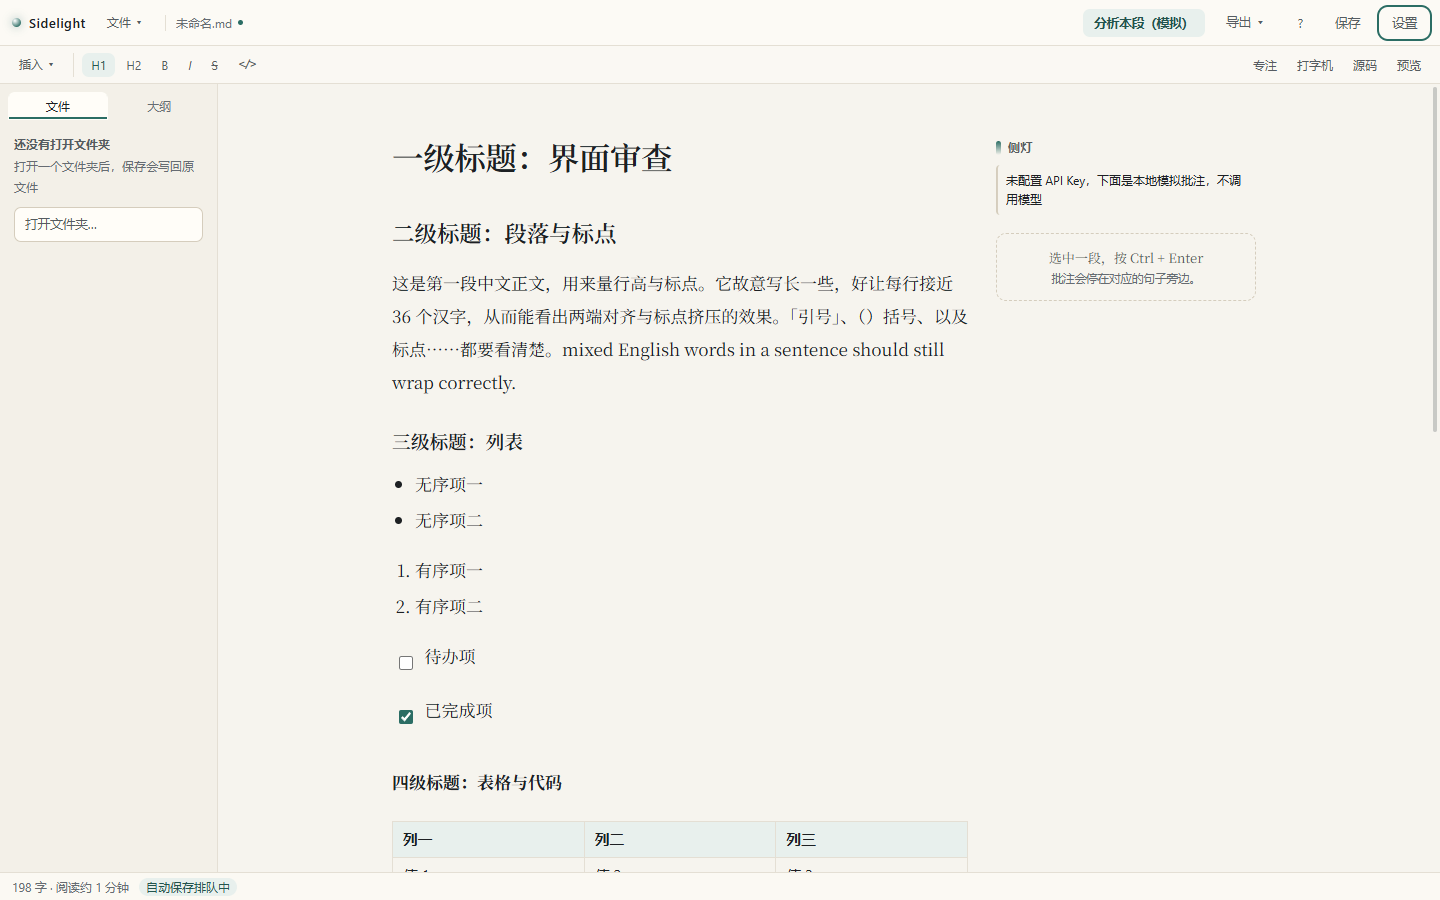 Sidelight 文件 未命名.md 分析本段（模拟） 导出 ? 保存 设置
插入 H1 H2 B I S </> 专注 打字机 源码 预览
文件 大纲
还没有打开文件夹
打开一个文件夹后，保存会写回原
文件
打开文件夹...
一级标题：界面审查
二级标题：段落与标点
这是第一段中文正文，用来量行高与标点。它故意写长一些，好让每行接近
36 个汉字，从而能看出两端对齐与标点挤压的效果。「引号」、（）括号、以及
标点……都要看清楚。mixed English words in a sentence should still
wrap correctly.
三级标题：列表
无序项一
无序项二
1. 有序项一
2. 有序项二
待办项
已完成项
四级标题：表格与代码
列一 列二 列三
侧灯
未配置 API Key，下面是本地模拟批注，不调
用模型
选中一段，按 Ctrl + Enter
批注会停在对应的句子旁边。
198 字 · 阅读约 1 分钟 自动保存排队中